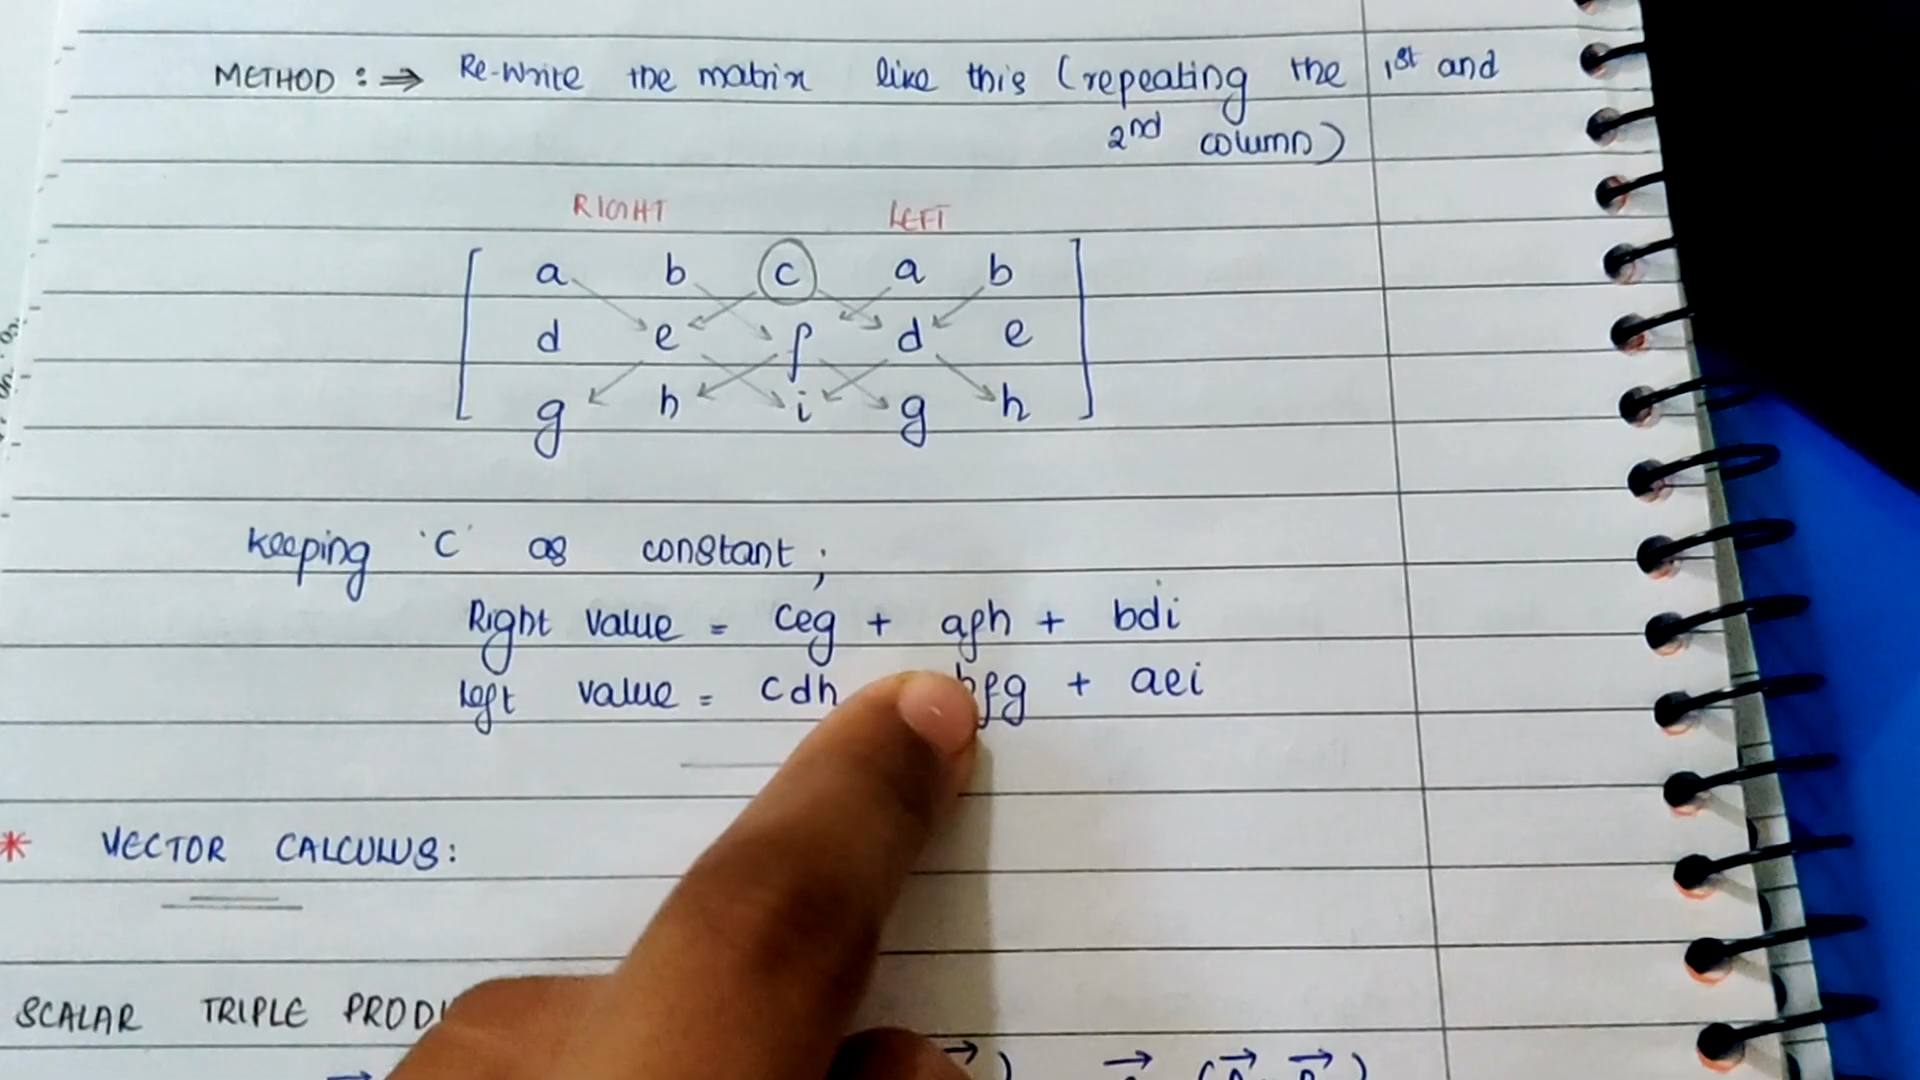 METHOD : ⇒ Re-write the matrix like this (repeating the 1st and
2nd column)
RIGHT LEFT
a b c a b
d e f d e
g h i g h
Keeping 'C' as constant ;
Right value = ceg + afh + bdi
Left value = cdh bfg + aei
* VECTOR CALCULUS:
SCALAR TRIPLE